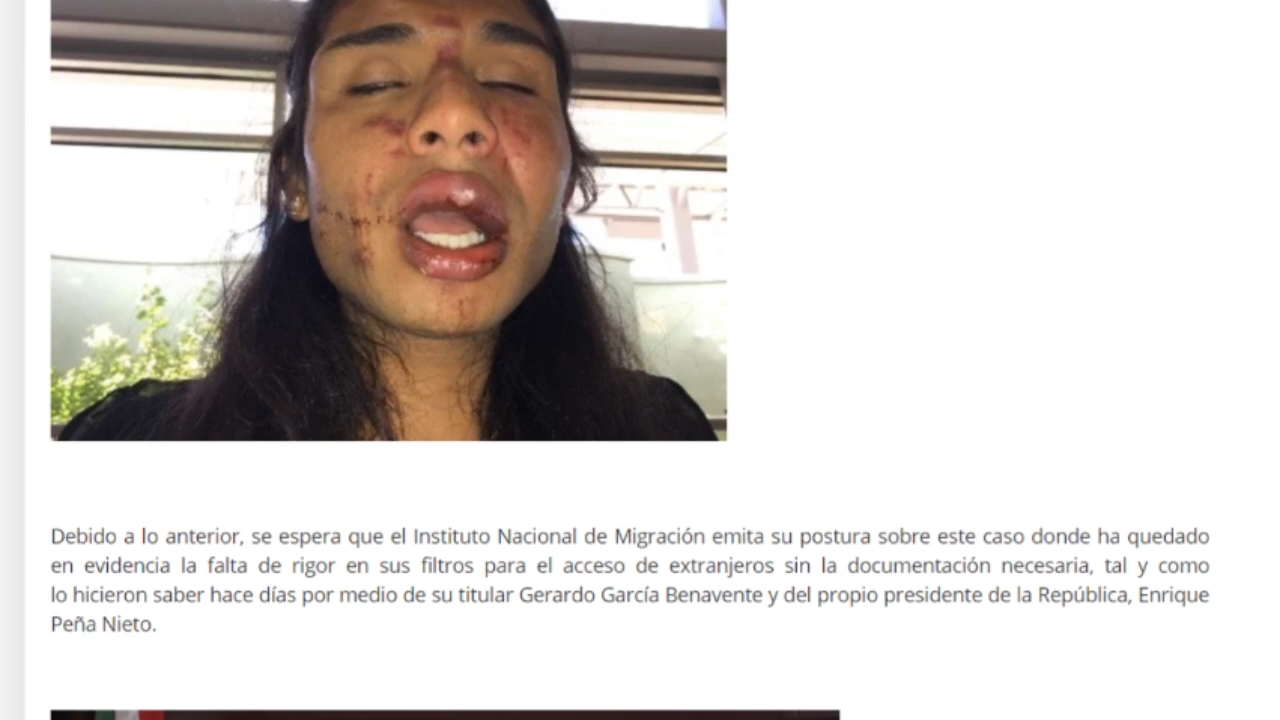 Debido a lo anterior, se espera que el Instituto Nacional de Migración emita su postura sobre este caso donde ha quedado
en evidencia la falta de rigor en sus filtros para el acceso de extranjeros sin la documentación necesaria, tal y como
lo hicieron saber hace días por medio de su titular Gerardo García Benavente y del propio presidente de la República, Enrique
Peña Nieto.